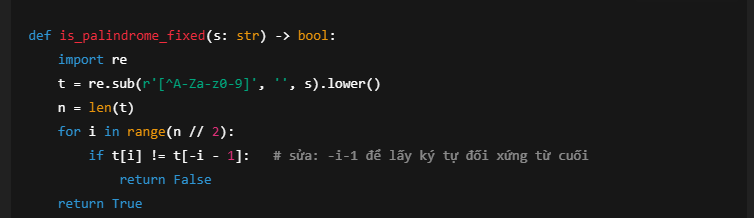 def is_palindrome_fixed(s: str) -> bool:
    import re
    t = re.sub(r'[^A-Za-z0-9]', '', s).lower()
    n = len(t)
    for i in range(n // 2):
        if t[i] != t[-i - 1]:   # sửa: -i-1 để lấy ký tự đối xứng từ cuối
            return False
    return True